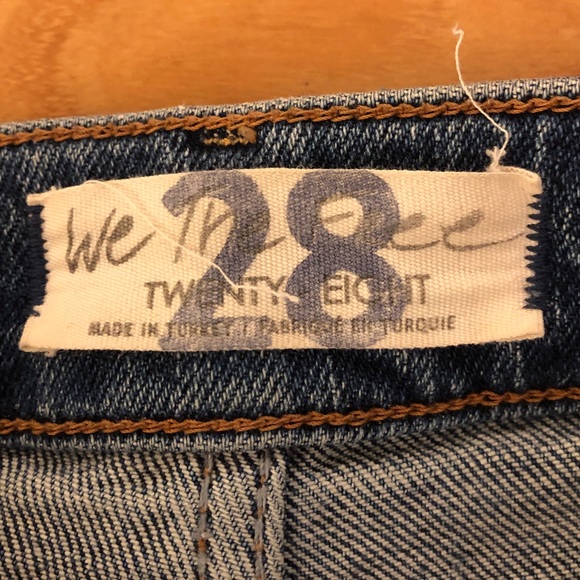 We The Free
28
TWENTY-EIGHT
MADE IN TURKEY | FABRIQUÉ EN TURQUIE